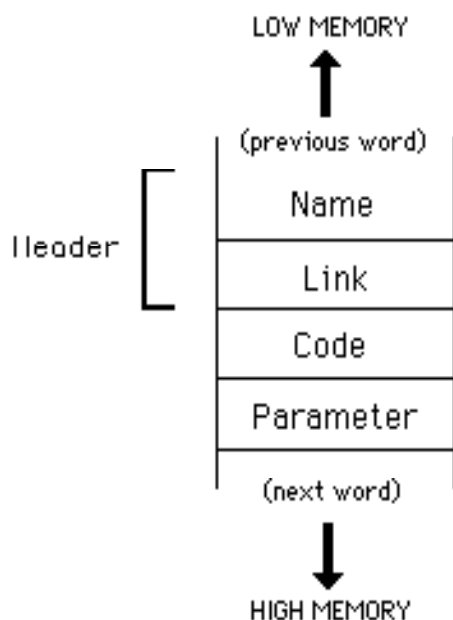 LOW MEMORY
(previous word)
Name
Header
Link
Code
Parameter
(next word)
HIGH MEMORY